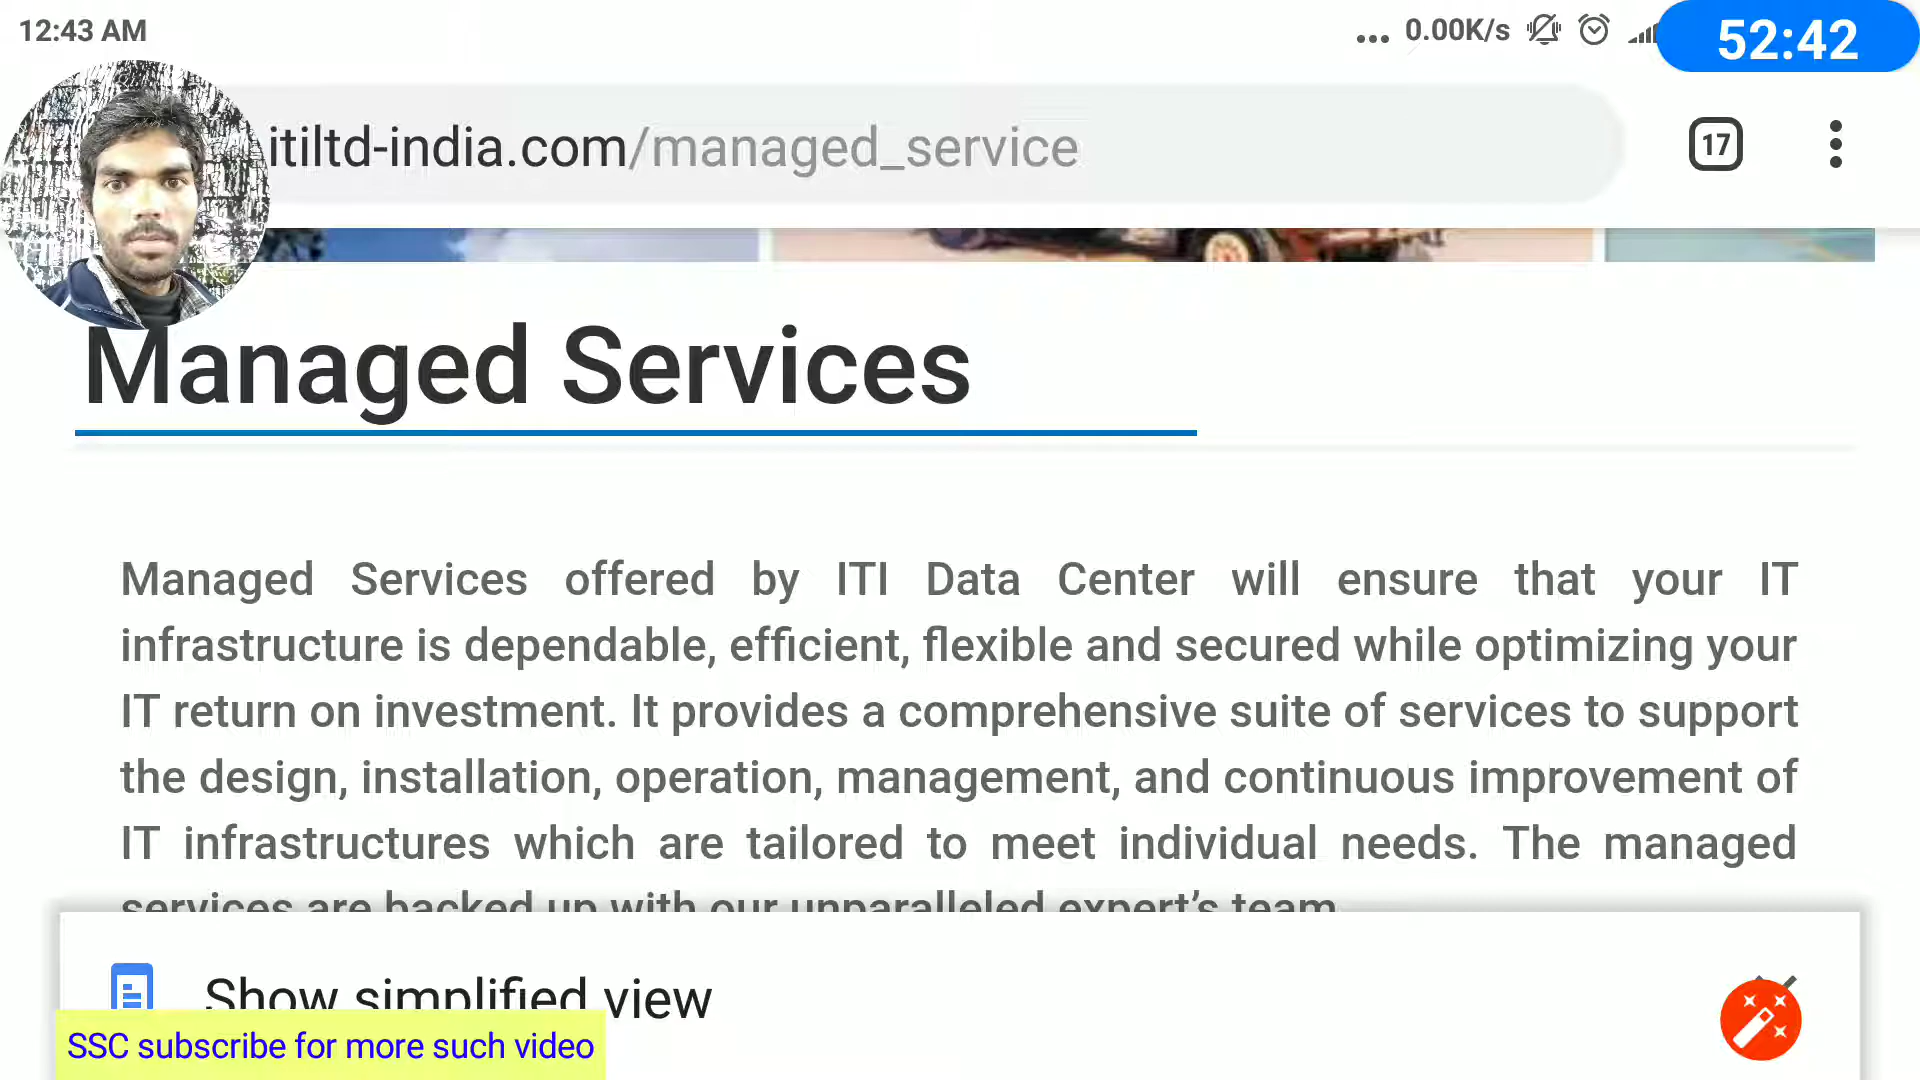 12:43 AM
... 0.00K/s
52:42
itiltd-india.com/managed_service
17
Managed Services
Managed Services offered by ITI Data Center will ensure that your IT
infrastructure is dependable, efficient, flexible and secured while optimizing your
IT return on investment. It provides a comprehensive suite of services to support
the design, installation, operation, management, and continuous improvement of
IT infrastructures which are tailored to meet individual needs. The managed
services are backed up with our unparalleled expert’s team
Show simplified view
SSC subscribe for more such video